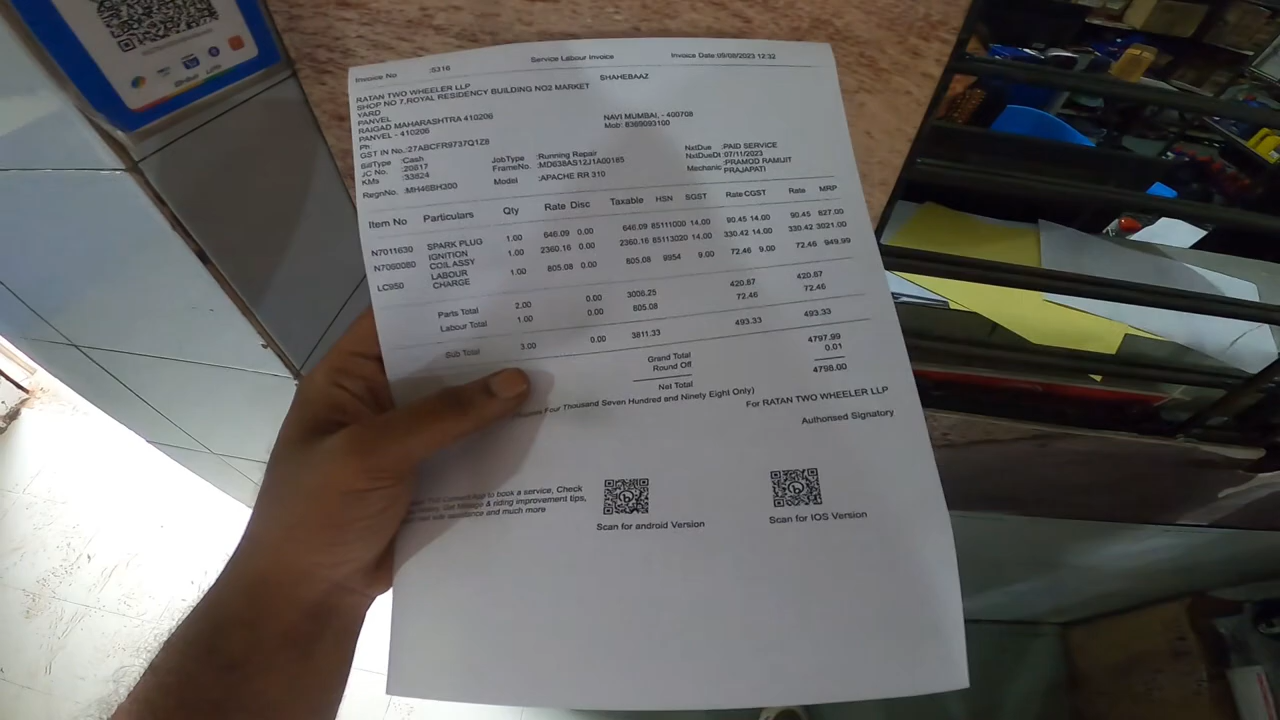 Invoice No :5316 Service Labour Invoice Invoice Date:09/09/2023 12:32
RATAN TWO WHEELER LLP SHAHEBAAZ
SHOP NO 7,ROYAL RESIDENCY BUILDING NO2 MARKET
YARD
PANVEL
RAIGAD MAHARASHTRA 410206 NAVI MUMBAI, - 400708
PANVEL - 410206 Mob: 8369093100
Ph:
GST IN No.:27ABCFR9737Q1Z8
BillType :Cash JobType :Running Repair NxtDue :PAID SERVICE
JC No. :20817 FrameNo. :MD638AS12J1A00185 NxtDueDt :07/11/2023
KMs :33824 Model :APACHE RR 310 Mechanic :PRAMOD RAMUIT
RegnNo. :MH46BH300 PRAJAPATI
Item No Particulars Qty Rate Disc Taxable HSN SGST Rate CGST Rate MRP
N7011630 SPARK PLUG 1.00 646.09 0.00 646.09 85111000 14.00 90.45 14.00 90.45 827.00
N7060080 IGNITION 1.00 2360.16 0.00 2360.16 85113020 14.00 330.42 14.00 330.42 3021.00
COIL ASSY
LC950 LABOUR 1.00 805.08 0.00 805.08 9954 9.00 72.46 9.00 72.46 949.99
CHARGE
Parts Total 2.00 0.00 3006.25 420.87 420.87
Labour Total 1.00 0.00 805.08 72.46 72.46
Sub Total 3.00 0.00 3811.33 493.33 493.33
Grand Total 4797.99
Round Off 0.01
Net Total 4798.00
Four Thousand Seven Hundred and Ninety Eight Only)
For RATAN TWO WHEELER LLP
Authorised Signatory
App to book a service, Check
& riding improvement tips,
and much more
Scan for android Version Scan for IOS Version